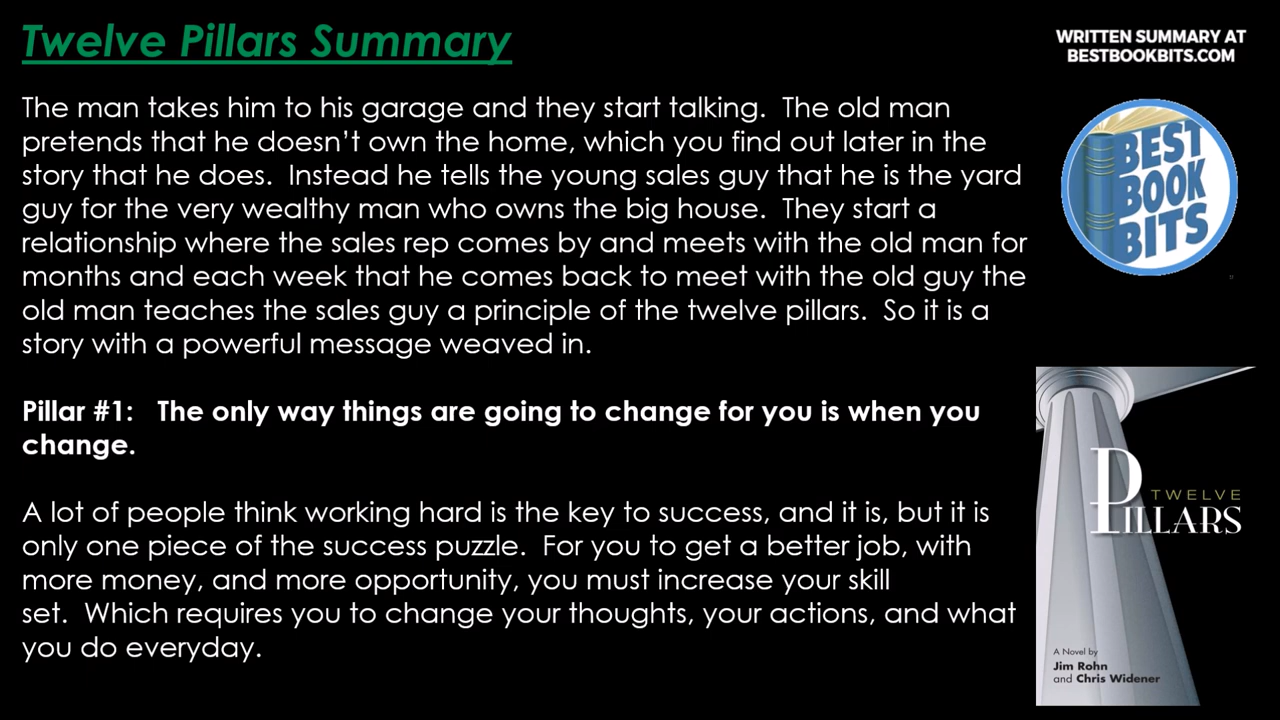 Twelve Pillars Summary
WRITTEN SUMMARY AT
BESTBOOKBITS.COM
The man takes him to his garage and they start talking.  The old man
pretends that he doesn’t own the home, which you find out later in the
story that he does.  Instead he tells the young sales guy that he is the yard
guy for the very wealthy man who owns the big house.  They start a
relationship where the sales rep comes by and meets with the old man for
months and each week that he comes back to meet with the old guy the
old man teaches the sales guy a principle of the twelve pillars.  So it is a
story with a powerful message weaved in.
Pillar #1:   The only way things are going to change for you is when you
change.
A lot of people think working hard is the key to success, and it is, but it is
only one piece of the success puzzle.  For you to get a better job, with
more money, and more opportunity, you must increase your skill
set.  Which requires you to change your thoughts, your actions, and what
you do everyday.
BEST
BOOK
BITS
TWELVE
PILLARS
A Novel by
Jim Rohn
and Chris Widener